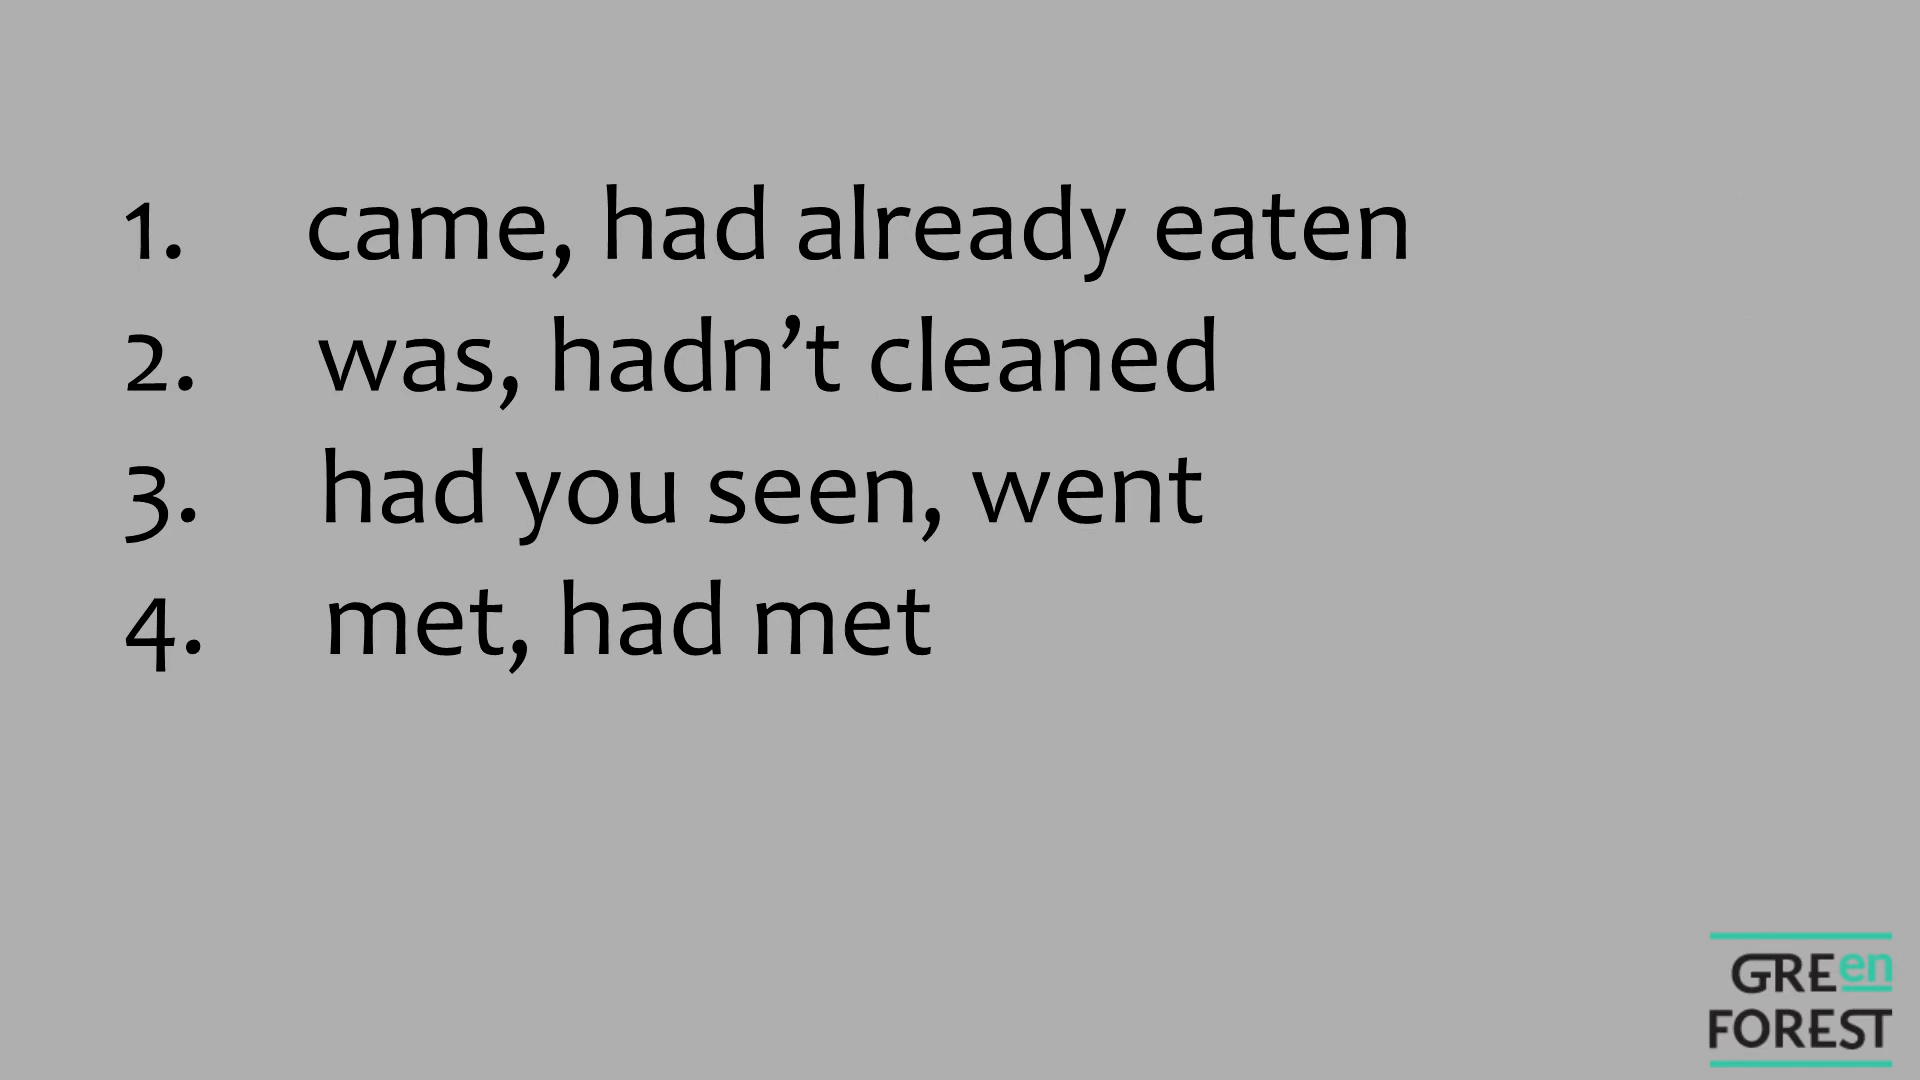 1. came, had already eaten
2. was, hadn’t cleaned
3. had you seen, went
4. met, had met
GREen
FOREST